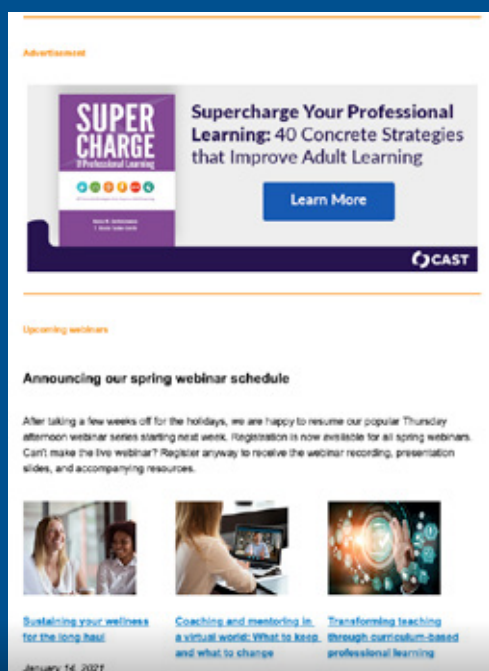 Advertisement
SUPER
CHARGE
Professional Learning
Supercharge Your Professional
Learning: 40 Concrete Strategies
that Improve Adult Learning
Learn More
CAST
Upcoming webinars
Announcing our spring webinar schedule
After taking a few weeks off for the holidays, we are happy to resume our popular Thursday
afternoon webinar series starting next week. Registration is now available for all spring webinars.
Can't make the live webinar? Register anyway to receive the webinar recording, presentation
slides, and accompanying resources.
Sustaining your wellness
for the long haul
Coaching and mentoring in
a virtual world: What to keep
and what to change
Transforming teaching
through curriculum-based
professional learning
January 14, 2021